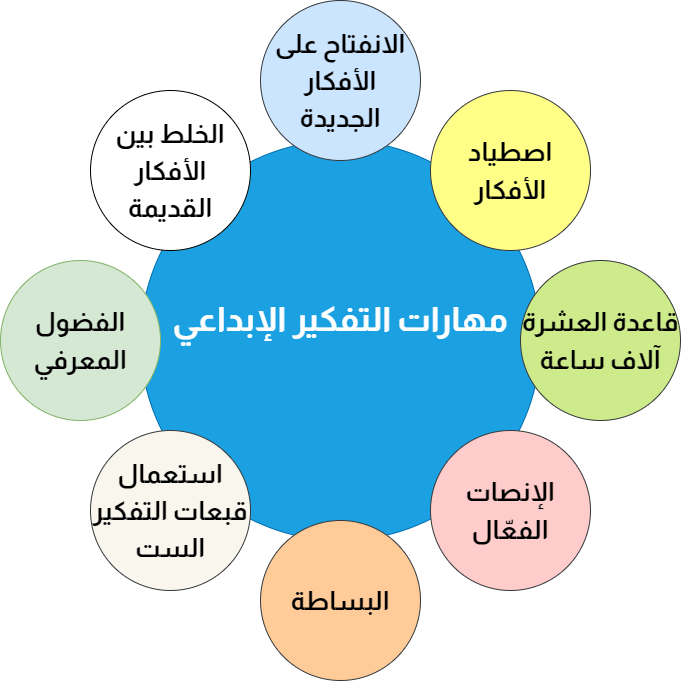 الانفتاح على
الأفكار
الجديدة
اصطياد
الأفكار
قاعدة العشرة
آلاف ساعة
الإنصات
الفعّال
البساطة
استعمال
قبعات التفكير
الست
الفضول
المعرفي
الخلط بين
الأفكار
القديمة
مهارات التفكير الإبداعي